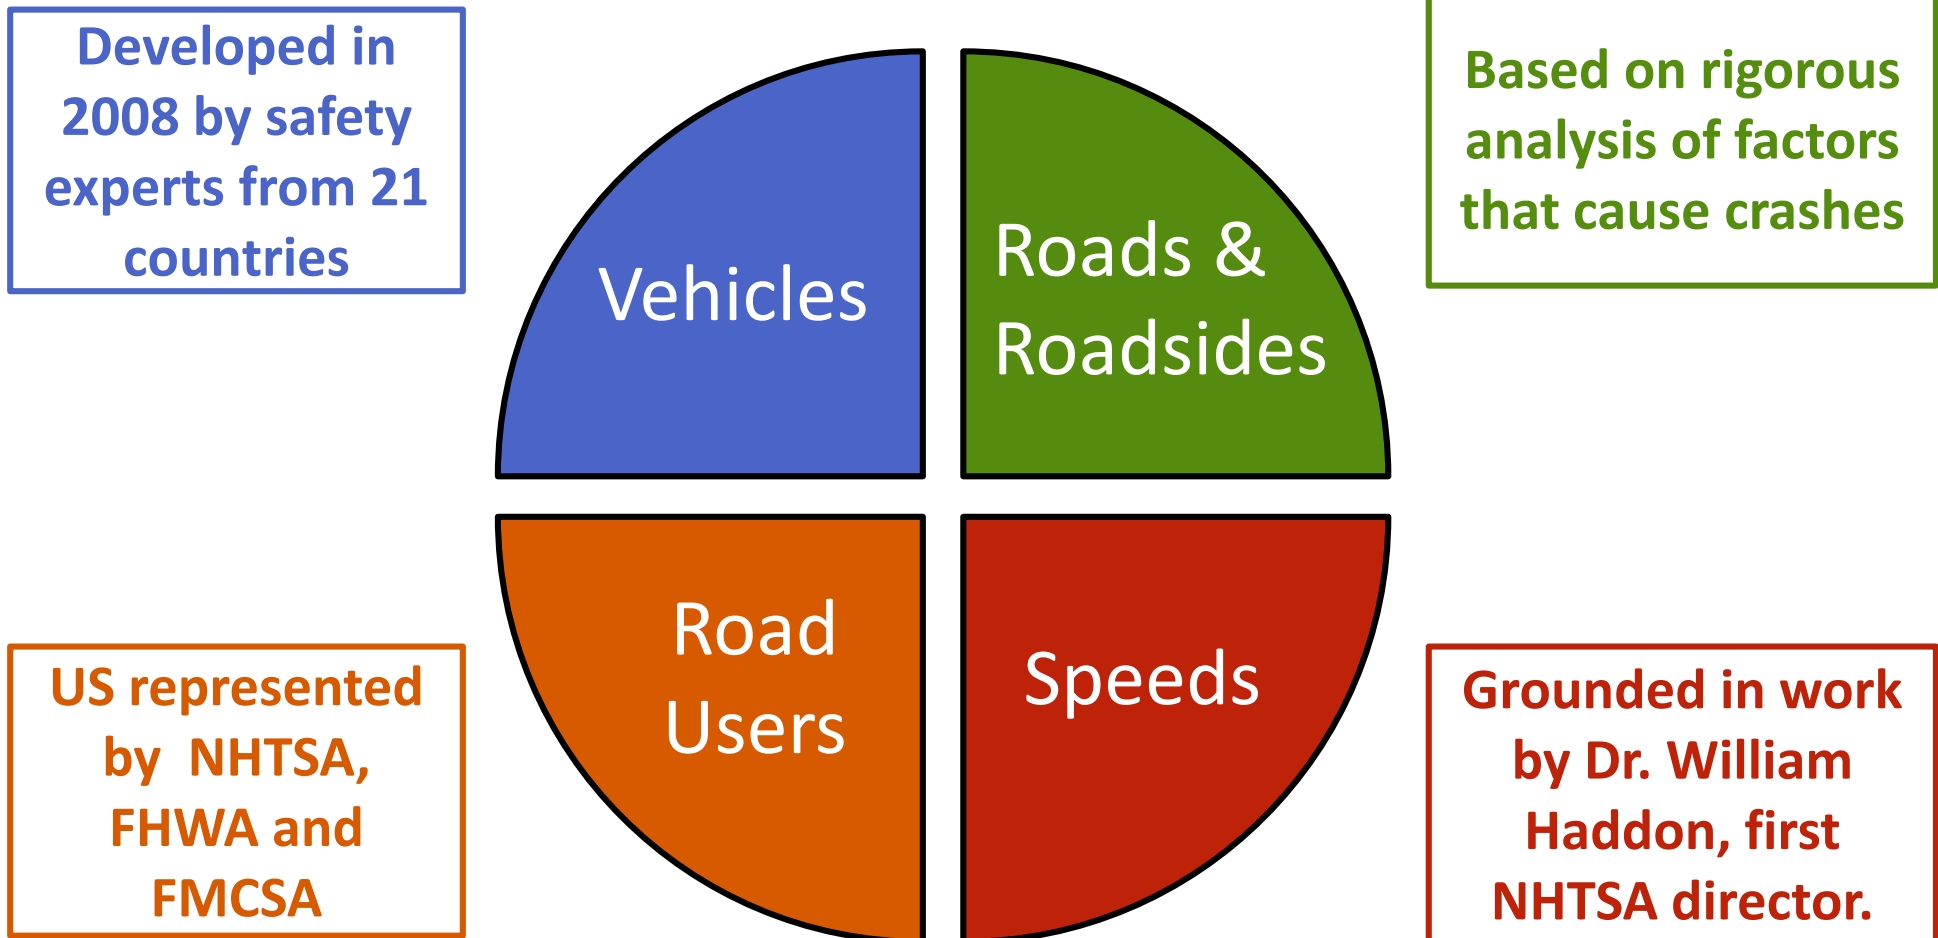 Developed in
2008 by safety
experts from 21
countries
Vehicles
Roads &
Roadsides
Based on rigorous
analysis of factors
that cause crashes
US represented
by  NHTSA,
FHWA and
FMCSA
Road
Users
Speeds
Grounded in work
by Dr. William
Haddon, first
NHTSA director.